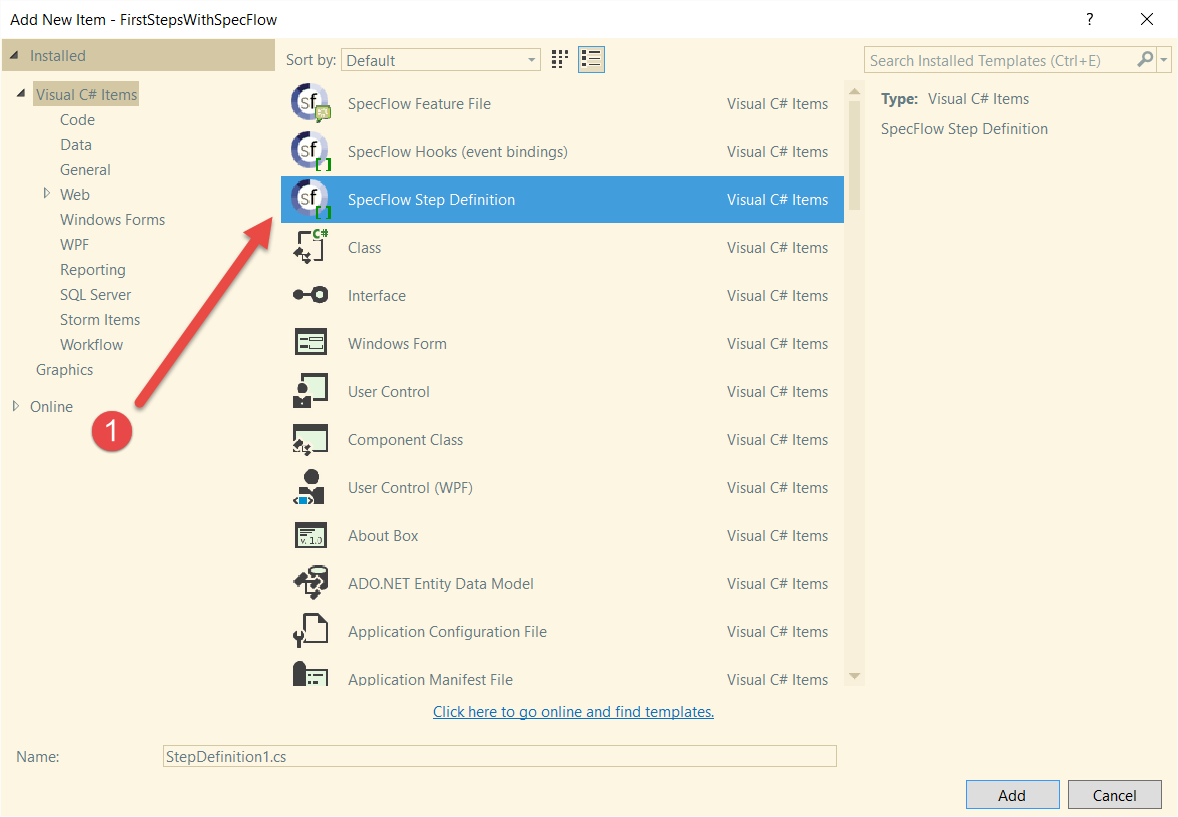 Add New Item - FirstStepsWithSpecFlow
?
Installed
Sort by: Default
Search Installed Templates (Ctrl+E)
Visual C# Items
Code
Data
General
Web
Windows Forms
WPF
Reporting
SQL Server
Storm Items
Workflow
Graphics
Online
1
sf SpecFlow Feature File Visual C# Items
sf [ ] SpecFlow Hooks (event bindings) Visual C# Items
sf [ ] SpecFlow Step Definition Visual C# Items
C# Class Visual C# Items
Interface Visual C# Items
Windows Form Visual C# Items
User Control Visual C# Items
Component Class Visual C# Items
User Control (WPF) Visual C# Items
v. 1.0 About Box Visual C# Items
ADO.NET Entity Data Model Visual C# Items
Application Configuration File Visual C# Items
Application Manifest File Visual C# Items
Click here to go online and find templates.
Type: Visual C# Items
SpecFlow Step Definition
Name: StepDefinition1.cs
Add Cancel